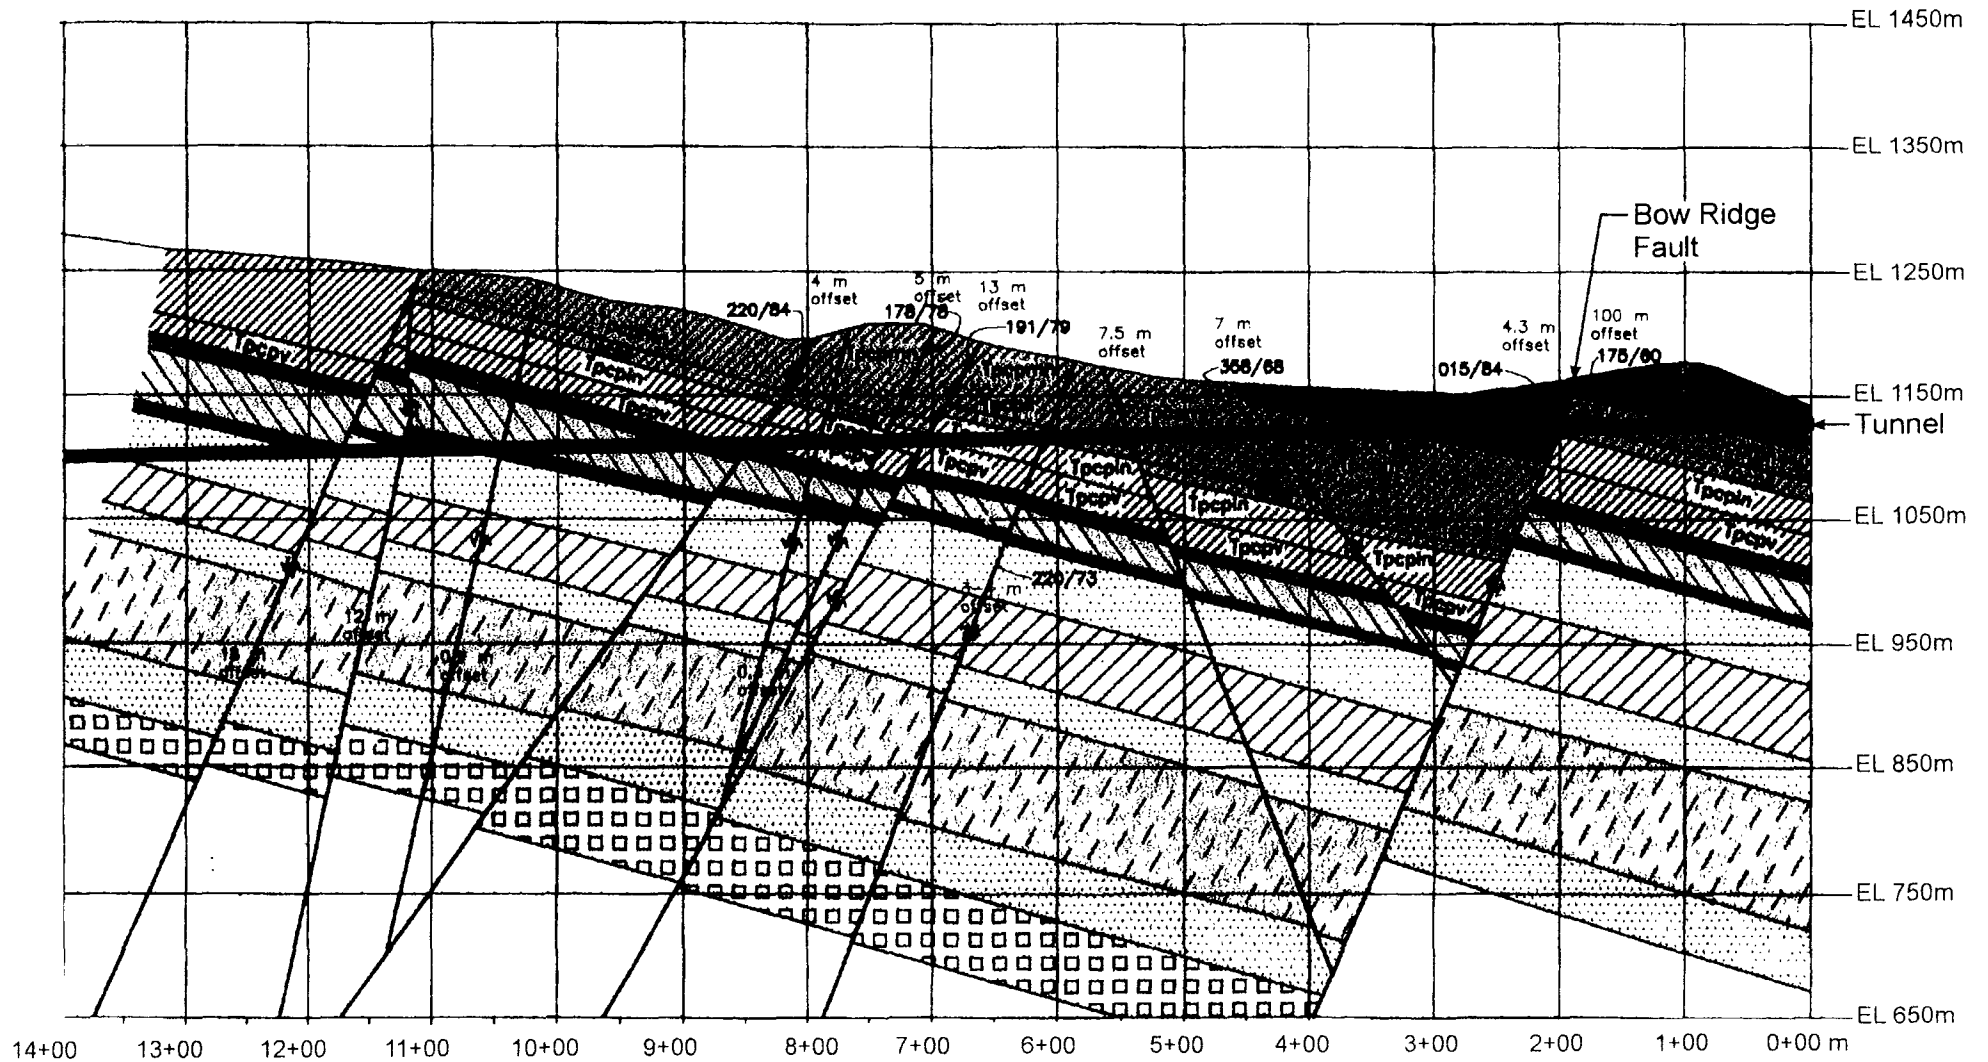 EL 1450m
EL 1350m
Bow Ridge
Fault
EL 1250m
4 m
offset
5 m
offset
13 m
offset
220/84
178/78
191/79
7.5 m
offset
7 m
offset
4.3 m
offset
100 m
offset
175/60
015/84
EL 1150m
Tunnel
Tpcpv
Tpcpln
Tpcpv
Tpcpv
Tpcpln
Tpcpv
Tpcpln
Tpcpv
Tpcpln
Tpcpv
Tpcpln
Tpcpv
Tpcpln
EL 1050m
Tpcpv
220/73
offset
12 m
offset
EL 950m
offset
offset
EL 850m
EL 750m
EL 650m
14+00
13+00
12+00
11+00
10+00
9+00
8+00
7+00
6+00
5+00
4+00
3+00
2+00
1+00
0+00 m